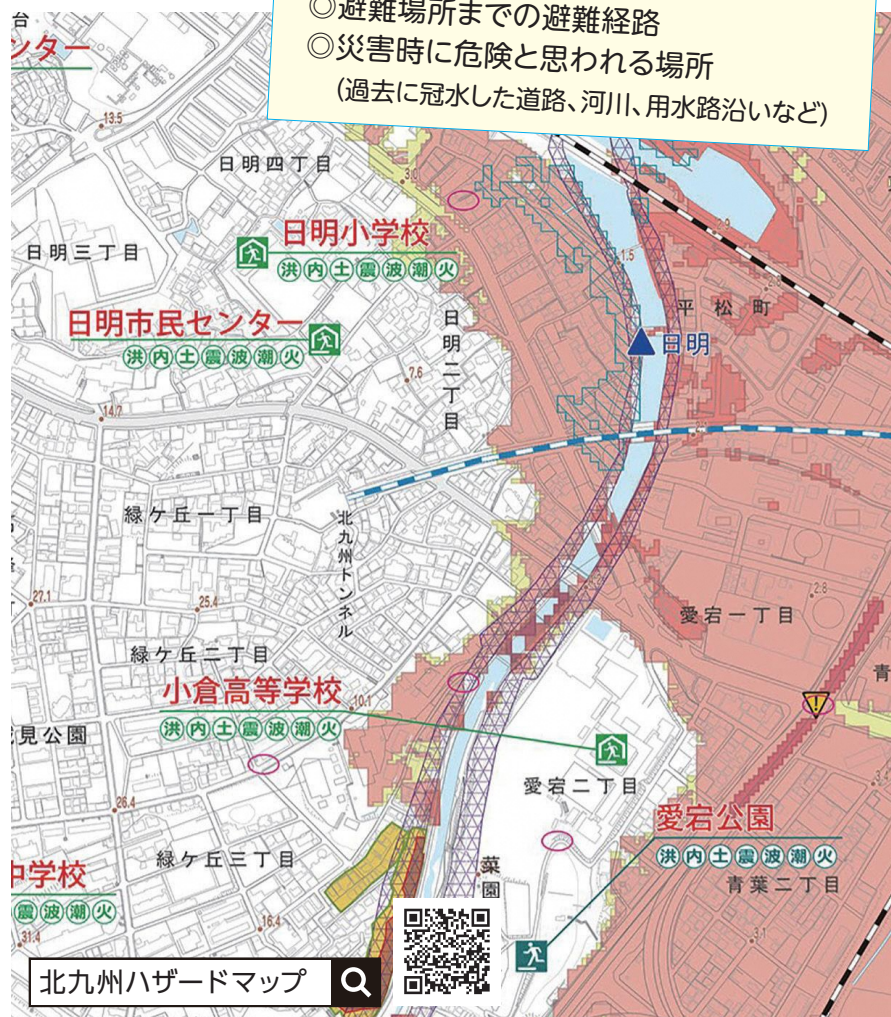 ◎避難場所までの避難経路
◎災害時に危険と思われる場所
(過去に冠水した道路、河川、用水路沿いなど)
台
ンター
13.5
日明四丁目
3.0
日明小学校
洪内土震波潮火
日明三丁目
2.9
1.5
平松町
日明市民センター
洪内土震波潮火
日明二丁目
日明
7.6
14.7
緑ケ丘一丁目
北九州トンネル
27.1
25.4
2.8
愛宕一丁目
緑ケ丘二丁目
青
小倉高等学校
10.1
洪内土震波潮火
見公園
愛宕二丁目
26.4
愛宕公園
洪内土震波潮火
緑ケ丘三丁目
中学校
菜園
青葉二丁目
震波潮火
16.4
31.4
3.1
北九州ハザードマップ